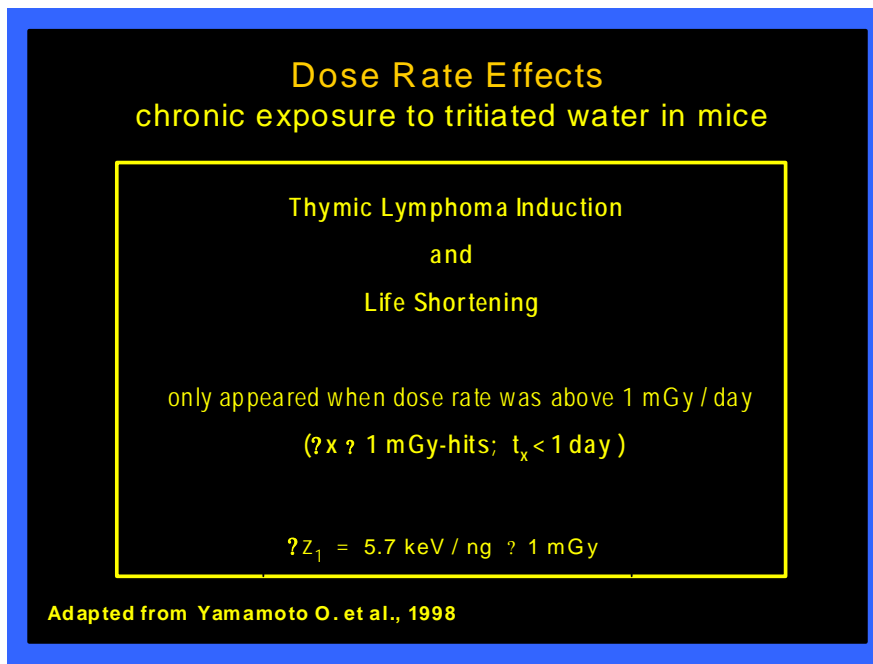 Dose Rate Effects
chronic exposure to tritiated water in mice
Thymic Lymphoma Induction
and
Life Shortening
only appeared when dose rate was above 1 mGy / day
(?x ? 1 mGy-hits; tx < 1 day )
?z1 = 5.7 keV / ng ? 1 mGy
Adapted from Yamamoto O. et al., 1998